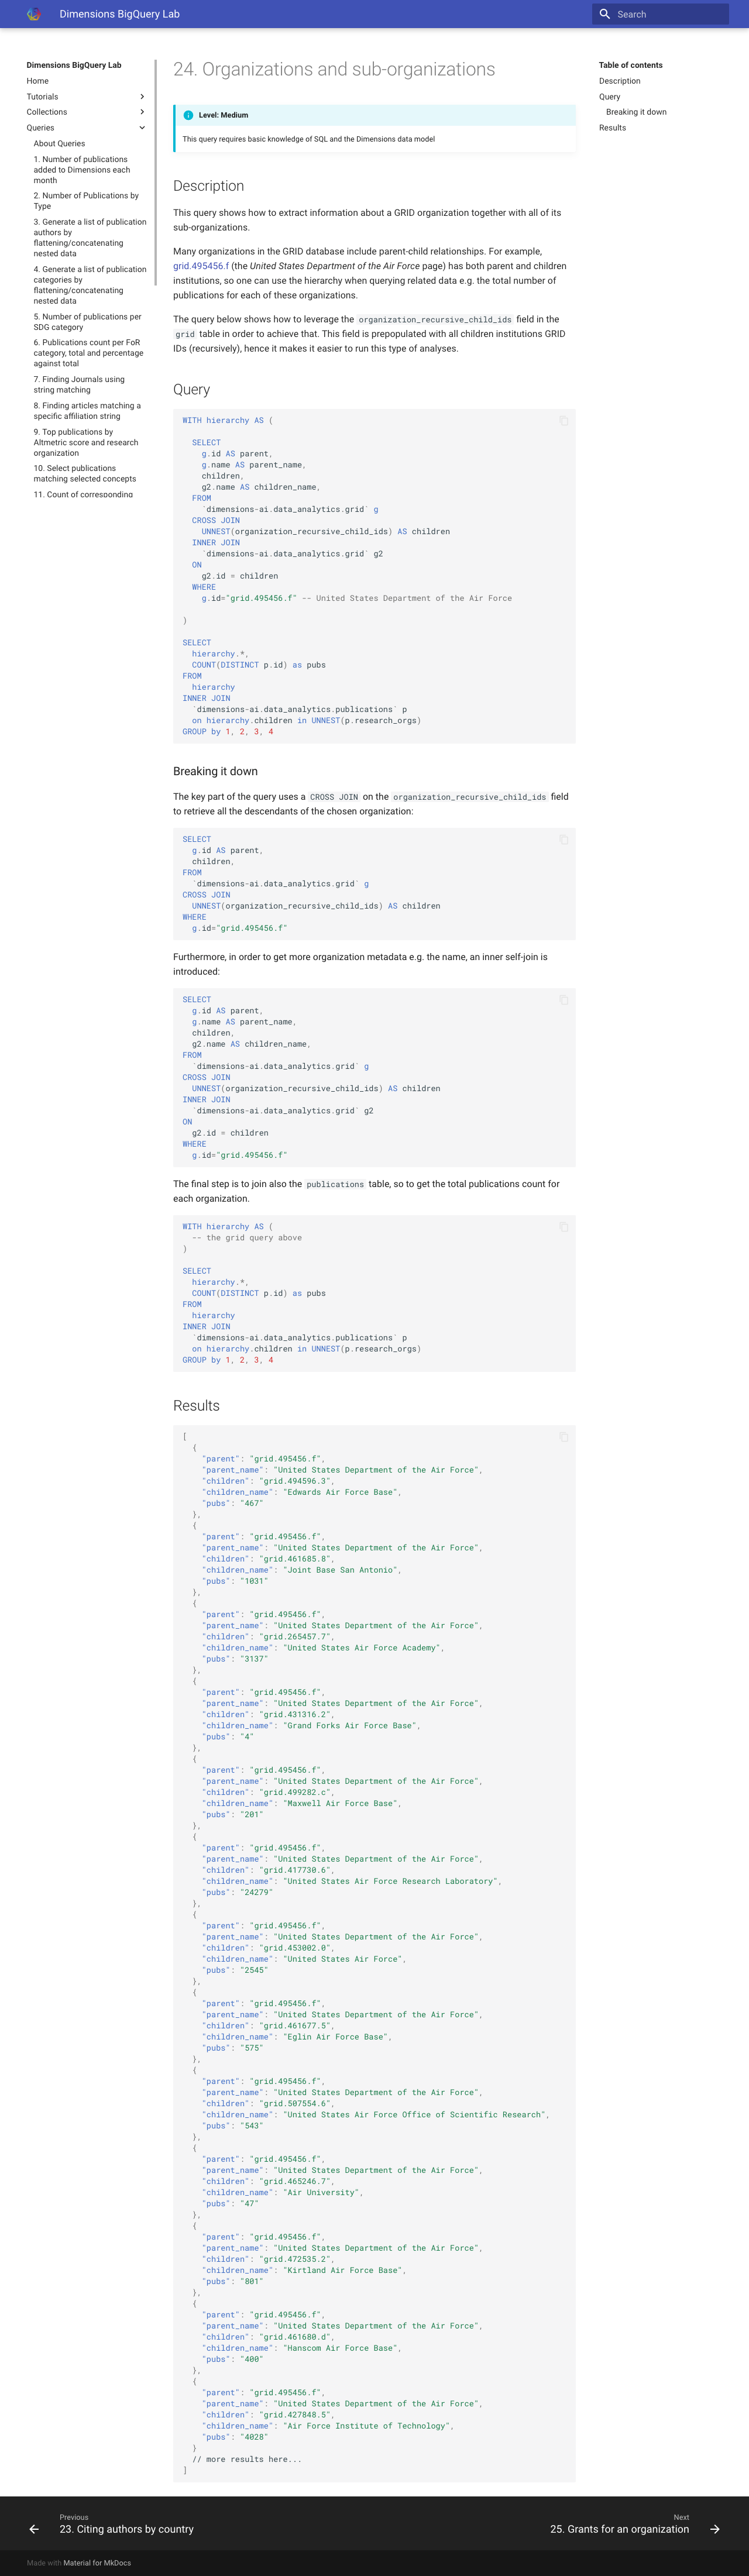 Dimensions BigQuery Lab
Search
Dimensions BigQuery Lab
Home
Tutorials
Collections
Queries
About Queries
1. Number of publications
added to Dimensions each
month
2. Number of Publications by
Type
3. Generate a list of publication
authors by
flattening/concatenating
nested data
4. Generate a list of publication
categories by
flattening/concatenating
nested data
5. Number of publications per
SDG category
6. Publications count per FoR
category, total and percentage
against total
7. Finding Journals using
string matching
8. Finding articles matching a
specific affiliation string
9. Top publications by
Altmetric score and research
organization
10. Select publications
matching selected concepts
11. Count of corresponding
24. Organizations and sub-organizations
Level: Medium
This query requires basic knowledge of SQL and the Dimensions data model
Description
This query shows how to extract information about a GRID organization together with all of its
sub-organizations.
Many organizations in the GRID database include parent-child relationships. For example,
grid.495456.f (the United States Department of the Air Force page) has both parent and children
institutions, so one can use the hierarchy when querying related data e.g. the total number of
publications for each of these organizations.
The query below shows how to leverage the organization_recursive_child_ids field in the
grid table in order to achieve that. This field is prepopulated with all children institutions GRID
IDs (recursively), hence it makes it easier to run this type of analyses.
Query
WITH hierarchy AS (
SELECT
g.id AS parent,
g.name AS parent_name,
children,
g2.name AS children_name,
FROM
`dimensions-ai.data_analytics.grid` g
CROSS JOIN
UNNEST(organization_recursive_child_ids) AS children
INNER JOIN
`dimensions-ai.data_analytics.grid` g2
ON
g2.id = children
WHERE
g.id="grid.495456.f" -- United States Department of the Air Force
)
SELECT
hierarchy.*,
COUNT(DISTINCT p.id) as pubs
FROM
hierarchy
INNER JOIN
`dimensions-ai.data_analytics.publications` p
on hierarchy.children in UNNEST(p.research_orgs)
GROUP by 1, 2, 3, 4
Breaking it down
The key part of the query uses a CROSS JOIN on the organization_recursive_child_ids field
to retrieve all the descendants of the chosen organization:
SELECT
g.id AS parent,
children,
FROM
`dimensions-ai.data_analytics.grid` g
CROSS JOIN
UNNEST(organization_recursive_child_ids) AS children
WHERE
g.id="grid.495456.f"
Furthermore, in order to get more organization metadata e.g. the name, an inner self-join is
introduced:
SELECT
g.id AS parent,
g.name AS parent_name,
children,
g2.name AS children_name,
FROM
`dimensions-ai.data_analytics.grid` g
CROSS JOIN
UNNEST(organization_recursive_child_ids) AS children
INNER JOIN
`dimensions-ai.data_analytics.grid` g2
ON
g2.id = children
WHERE
g.id="grid.495456.f"
The final step is to join also the publications table, so to get the total publications count for
each organization.
WITH hierarchy AS (
-- the grid query above
)
SELECT
hierarchy.*,
COUNT(DISTINCT p.id) as pubs
FROM
hierarchy
INNER JOIN
`dimensions-ai.data_analytics.publications` p
on hierarchy.children in UNNEST(p.research_orgs)
GROUP by 1, 2, 3, 4
Results
[
{
"parent": "grid.495456.f",
"parent_name": "United States Department of the Air Force",
"children": "grid.494596.3",
"children_name": "Edwards Air Force Base",
"pubs": "467"
},
{
"parent": "grid.495456.f",
"parent_name": "United States Department of the Air Force",
"children": "grid.461685.8",
"children_name": "Joint Base San Antonio",
"pubs": "1031"
},
{
"parent": "grid.495456.f",
"parent_name": "United States Department of the Air Force",
"children": "grid.265457.7",
"children_name": "United States Air Force Academy",
"pubs": "3137"
},
{
"parent": "grid.495456.f",
"parent_name": "United States Department of the Air Force",
"children": "grid.431316.2",
"children_name": "Grand Forks Air Force Base",
"pubs": "4"
},
{
"parent": "grid.495456.f",
"parent_name": "United States Department of the Air Force",
"children": "grid.499282.c",
"children_name": "Maxwell Air Force Base",
"pubs": "201"
},
{
"parent": "grid.495456.f",
"parent_name": "United States Department of the Air Force",
"children": "grid.417730.6",
"children_name": "United States Air Force Research Laboratory",
"pubs": "24279"
},
{
"parent": "grid.495456.f",
"parent_name": "United States Department of the Air Force",
"children": "grid.453002.0",
"children_name": "United States Air Force",
"pubs": "2545"
},
{
"parent": "grid.495456.f",
"parent_name": "United States Department of the Air Force",
"children": "grid.461677.5",
"children_name": "Eglin Air Force Base",
"pubs": "575"
},
{
"parent": "grid.495456.f",
"parent_name": "United States Department of the Air Force",
"children": "grid.507554.6",
"children_name": "United States Air Force Office of Scientific Research",
"pubs": "543"
},
{
"parent": "grid.495456.f",
"parent_name": "United States Department of the Air Force",
"children": "grid.465246.7",
"children_name": "Air University",
"pubs": "47"
},
{
"parent": "grid.495456.f",
"parent_name": "United States Department of the Air Force",
"children": "grid.472535.2",
"children_name": "Kirtland Air Force Base",
"pubs": "801"
},
{
"parent": "grid.495456.f",
"parent_name": "United States Department of the Air Force",
"children": "grid.461680.d",
"children_name": "Hanscom Air Force Base",
"pubs": "400"
},
{
"parent": "grid.495456.f",
"parent_name": "United States Department of the Air Force",
"children": "grid.427848.5",
"children_name": "Air Force Institute of Technology",
"pubs": "4028"
}
// more results here...
]
Table of contents
Description
Query
Breaking it down
Results
Previous
23. Citing authors by country
Next
25. Grants for an organization
Made with Material for MkDocs